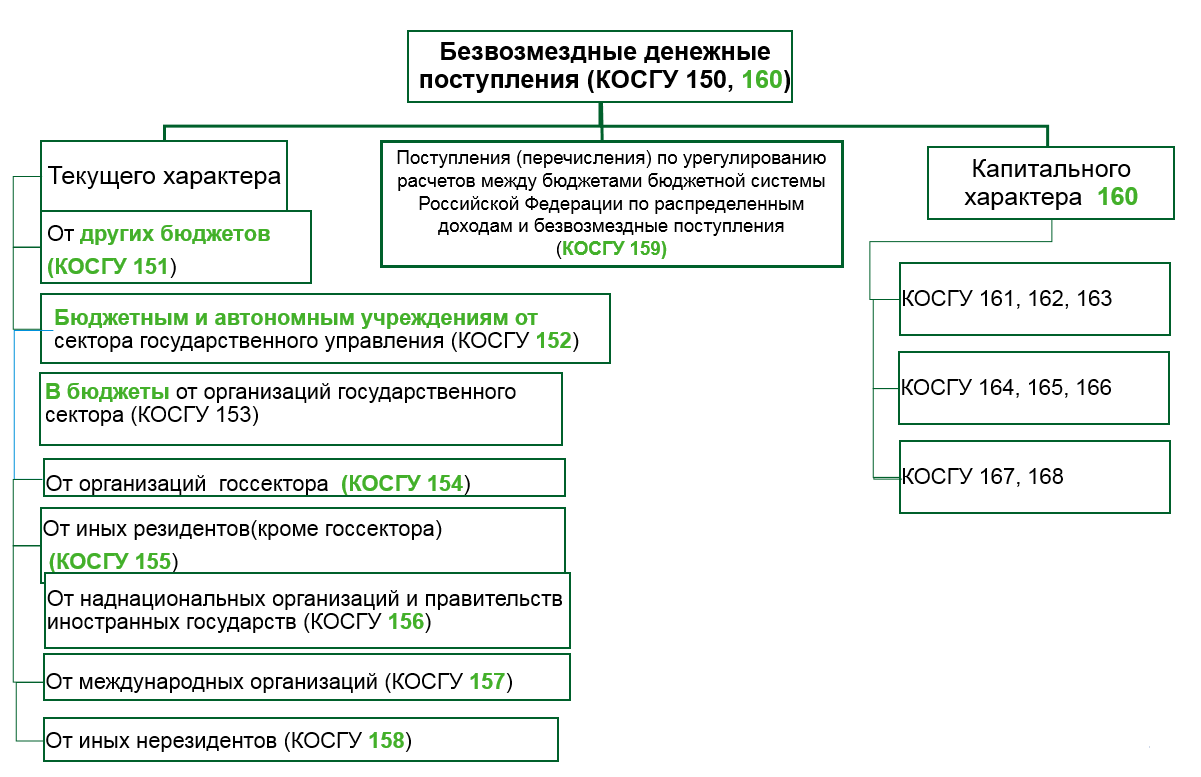 Безвозмездные денежные
поступления (КОСГУ 150, 160)
Текущего характера
От других бюджетов
(КОСГУ 151)
Бюджетным и автономным учреждениям от
сектора государственного управления (КОСГУ 152)
В бюджеты от организаций государственного
сектора (КОСГУ 153)
От организаций  госсектора  (КОСГУ 154)
От иных резидентов(кроме госсектора)
(КОСГУ 155)
От наднациональных организаций и правительств
иностранных государств (КОСГУ 156)
От международных организаций (КОСГУ 157)
От иных нерезидентов (КОСГУ 158)
Поступления (перечисления) по урегулированию
расчетов между бюджетами бюджетной системы
Российской Федерации по распределенным
доходам и безвозмездные поступления
(КОСГУ 159)
Капитального
характера  160
КОСГУ 161, 162, 163
КОСГУ 164, 165, 166
КОСГУ 167, 168